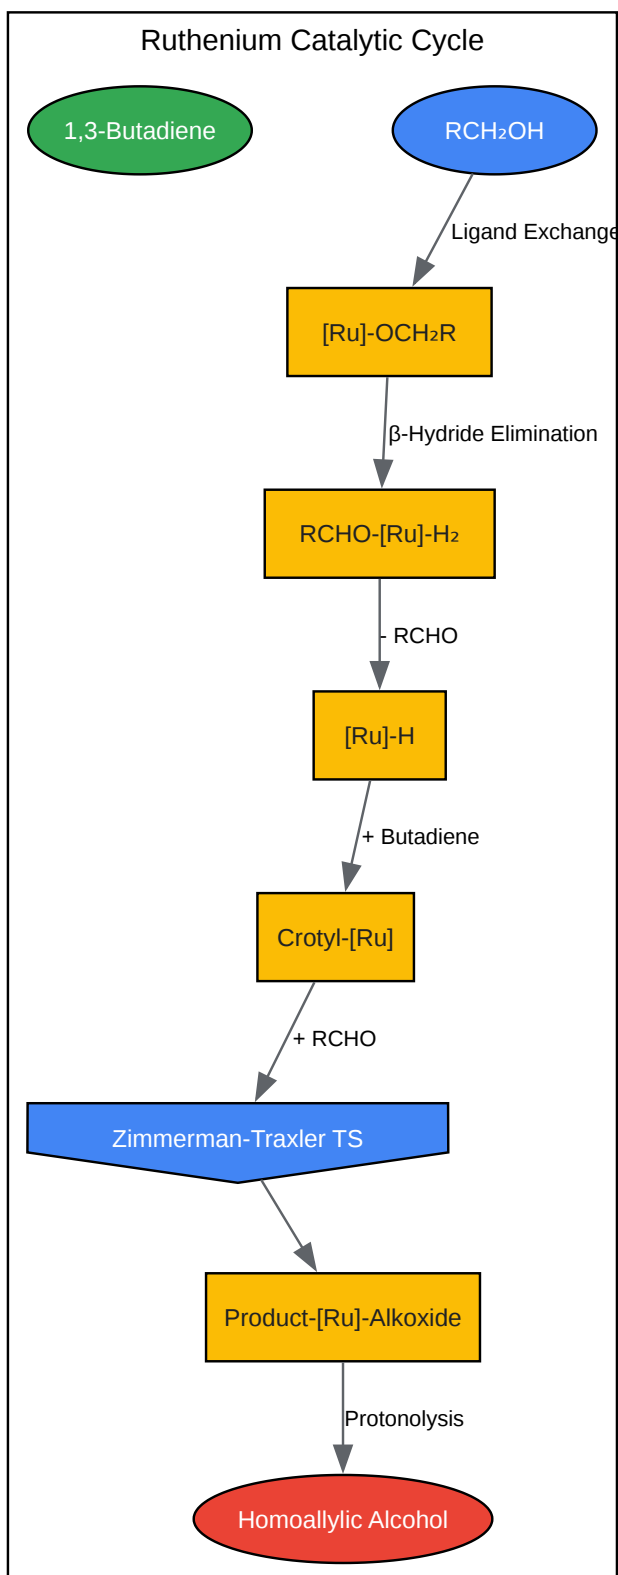 Ruthenium Catalytic Cycle
1,3-Butadiene
RCH₂OH
Ligand Exchange
[Ru]-OCH₂R
β-Hydride Elimination
RCHO-[Ru]-H₂
- RCHO
[Ru]-H
+ Butadiene
Crotyl-[Ru]
+ RCHO
Zimmerman-Traxler TS
Product-[Ru]-Alkoxide
Protonolysis
Homoallylic Alcohol